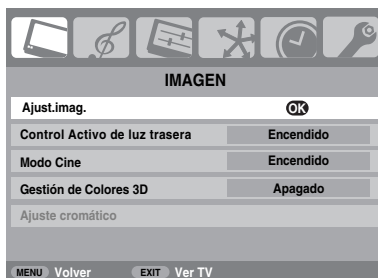 IMAGEN
Ajust.imag. OK
Control Activo de luz trasera Encendido
Modo Cine Encendido
Gestión de Colores 3D Apagado
Ajuste cromático
MENU Volver EXIT Ver TV